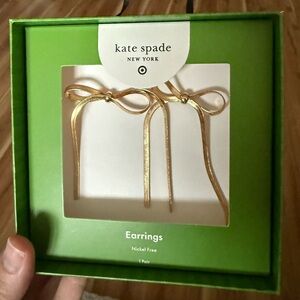 kate spade
NEW YORK
Earrings
Nickel Free
1 Pair